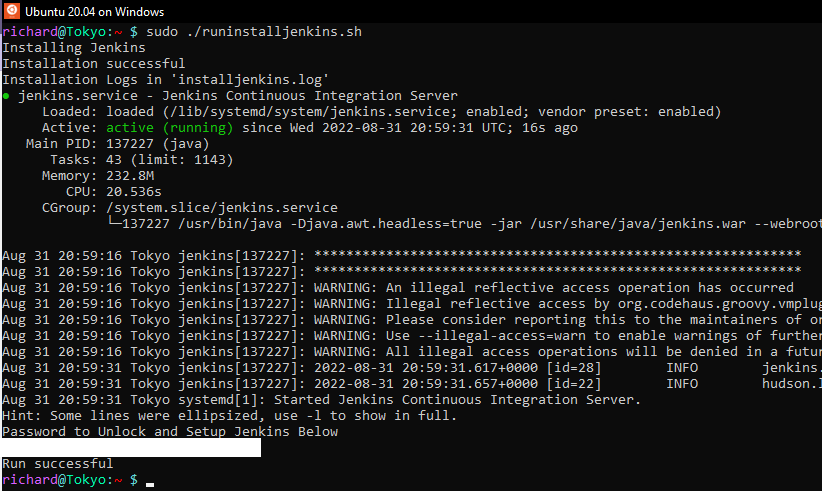 Ubuntu 20.04 on Windows
richard@Tokyo:~ $ sudo ./runinstalljenkins.sh
Installing Jenkins
Installation successful
Installation Logs in 'installjenkins.log'
● jenkins.service - Jenkins Continuous Integration Server
     Loaded: loaded (/lib/systemd/system/jenkins.service; enabled; vendor preset: enabled)
     Active: active (running) since Wed 2022-08-31 20:59:31 UTC; 16s ago
   Main PID: 137227 (java)
      Tasks: 43 (limit: 1143)
     Memory: 232.8M
        CPU: 20.536s
     CGroup: /system.slice/jenkins.service
             └─137227 /usr/bin/java -Djava.awt.headless=true -jar /usr/share/java/jenkins.war --webroot
Aug 31 20:59:16 Tokyo jenkins[137227]: *************************************************************
Aug 31 20:59:16 Tokyo jenkins[137227]: *************************************************************
Aug 31 20:59:16 Tokyo jenkins[137227]: WARNING: An illegal reflective access operation has occurred
Aug 31 20:59:16 Tokyo jenkins[137227]: WARNING: Illegal reflective access by org.codehaus.groovy.vmplug
Aug 31 20:59:16 Tokyo jenkins[137227]: WARNING: Please consider reporting this to the maintainers of or
Aug 31 20:59:16 Tokyo jenkins[137227]: WARNING: Use --illegal-access=warn to enable warnings of further
Aug 31 20:59:16 Tokyo jenkins[137227]: WARNING: All illegal access operations will be denied in a futur
Aug 31 20:59:31 Tokyo jenkins[137227]: 2022-08-31 20:59:31.617+0000 [id=28]        INFO        jenkins.
Aug 31 20:59:31 Tokyo jenkins[137227]: 2022-08-31 20:59:31.657+0000 [id=22]        INFO        hudson.l
Aug 31 20:59:31 Tokyo systemd[1]: Started Jenkins Continuous Integration Server.
Hint: Some lines were ellipsized, use -l to show in full.
Password to Unlock and Setup Jenkins Below
Run successful
richard@Tokyo:~ $